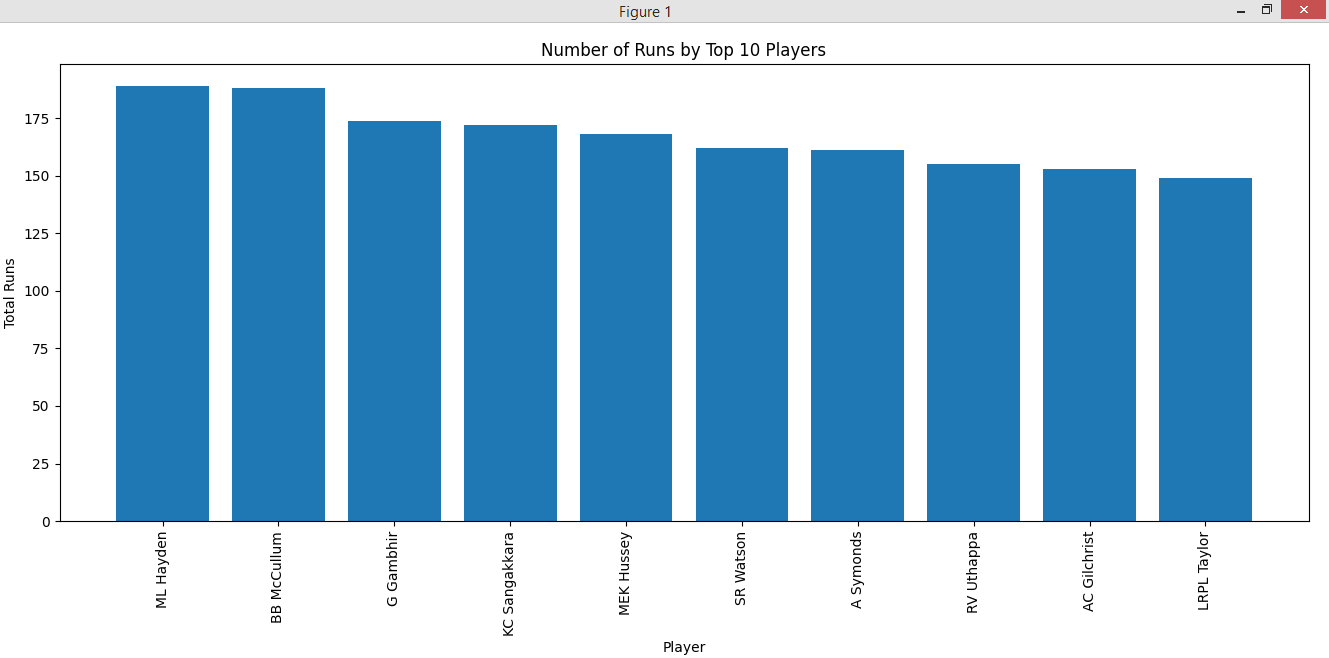 Figure 1
Number of Runs by Top 10 Players
Total Runs
175
150
125
100
75
50
25
0
ML Hayden
BB McCullum
G Gambhir
KC Sangakkara
MEK Hussey
SR Watson
A Symonds
RV Uthappa
AC Gilchrist
LRPL Taylor
Player